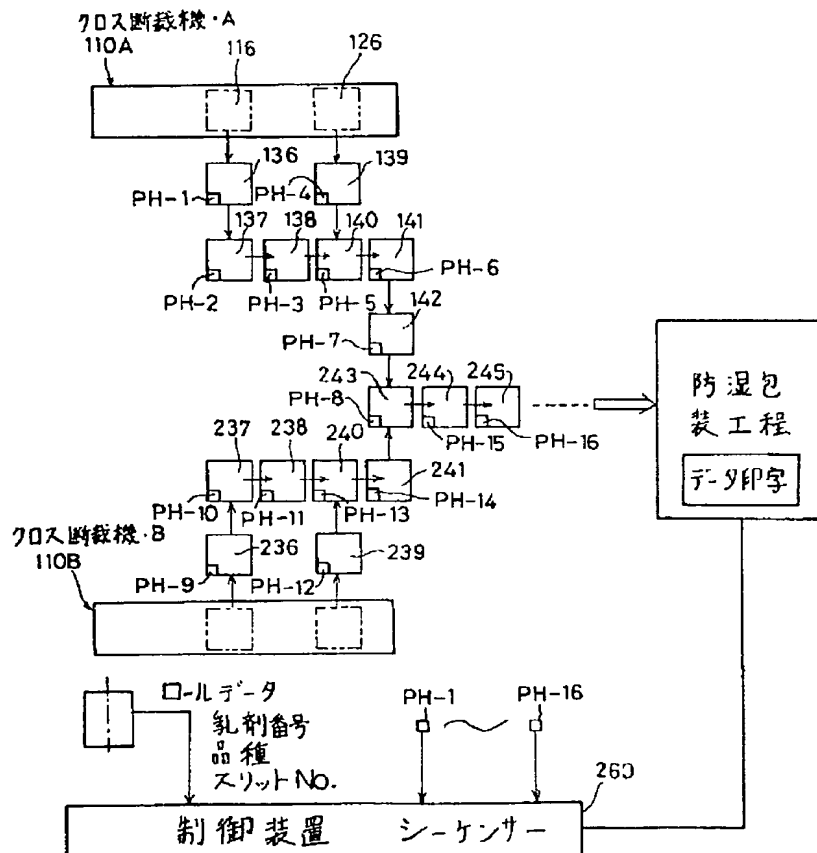 クロス断裁機・A
110A
116
126
136
PH-4
139
PH-1
137
138
140
141
PH-2
PH-3
PH-5
PH-6
142
PH-7
243
244
245
PH-8
PH-15
PH-16
防湿包
装工程
データ印字
237
238
240
241
PH-10
PH-11
PH-13
PH-14
クロス断裁機・B
110B
236
239
PH-9
PH-12
ロールデータ
乳剤番号
品種
スリットNo.
PH-1
PH-16
260
制御装置 シーケンサー